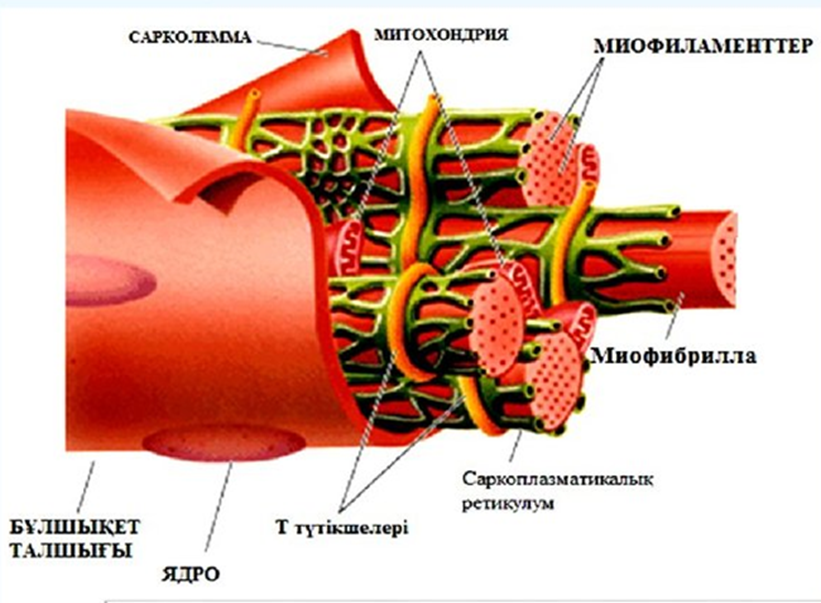 САРКОЛЕММА
МИТОХОНДРИЯ
МИОФИЛАМЕНТТЕР
Миофибрилла
Саркоплазматикалық
ретикулум
Т түтікшелері
БҰЛШЫҚЕТ
ТАЛШЫҒЫ
ЯДРО